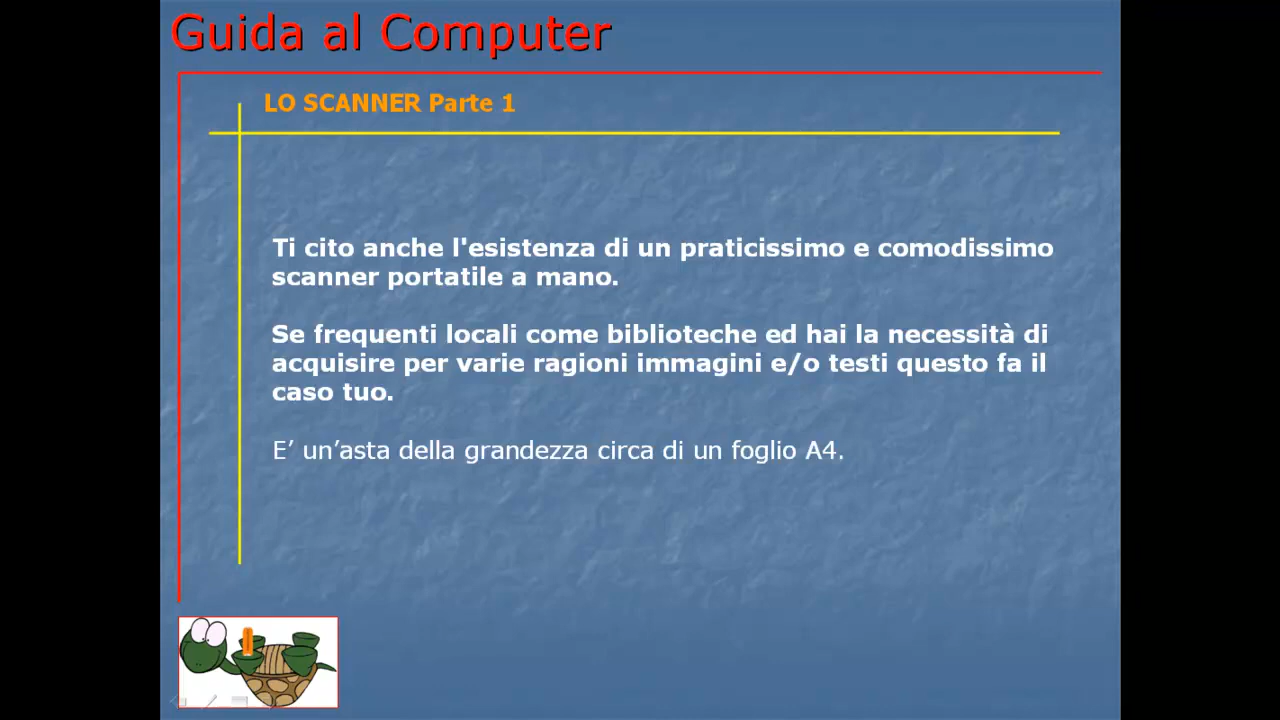 Guida al Computer
LO SCANNER Parte 1
Ti cito anche l'esistenza di un praticissimo e comodissimo
scanner portatile a mano.
Se frequenti locali come biblioteche ed hai la necessità di
acquisire per varie ragioni immagini e/o testi questo fa il
caso tuo.
E’ un’asta della grandezza circa di un foglio A4.